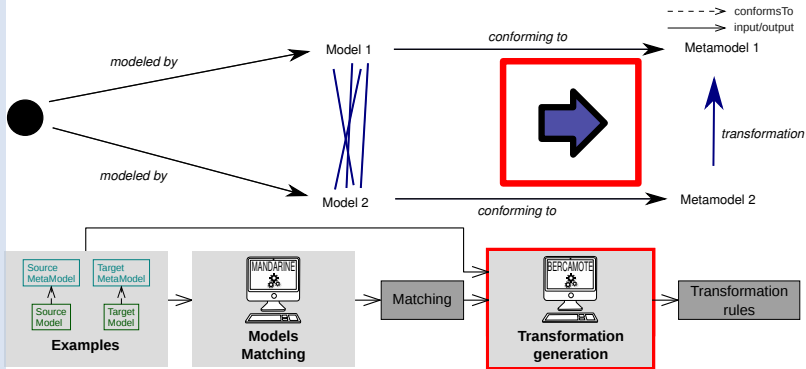 conformsTo
input/output
Model 1
conforming to
Metamodel 1
modeled by
transformation
modeled by
Model 2
conforming to
Metamodel 2
Source
MetaModel
Target
MetaModel
Source
Model
Target
Model
Examples
MANDARINE
Models
Matching
Matching
BERCAMOTE
Transformation
generation
Transformation
rules